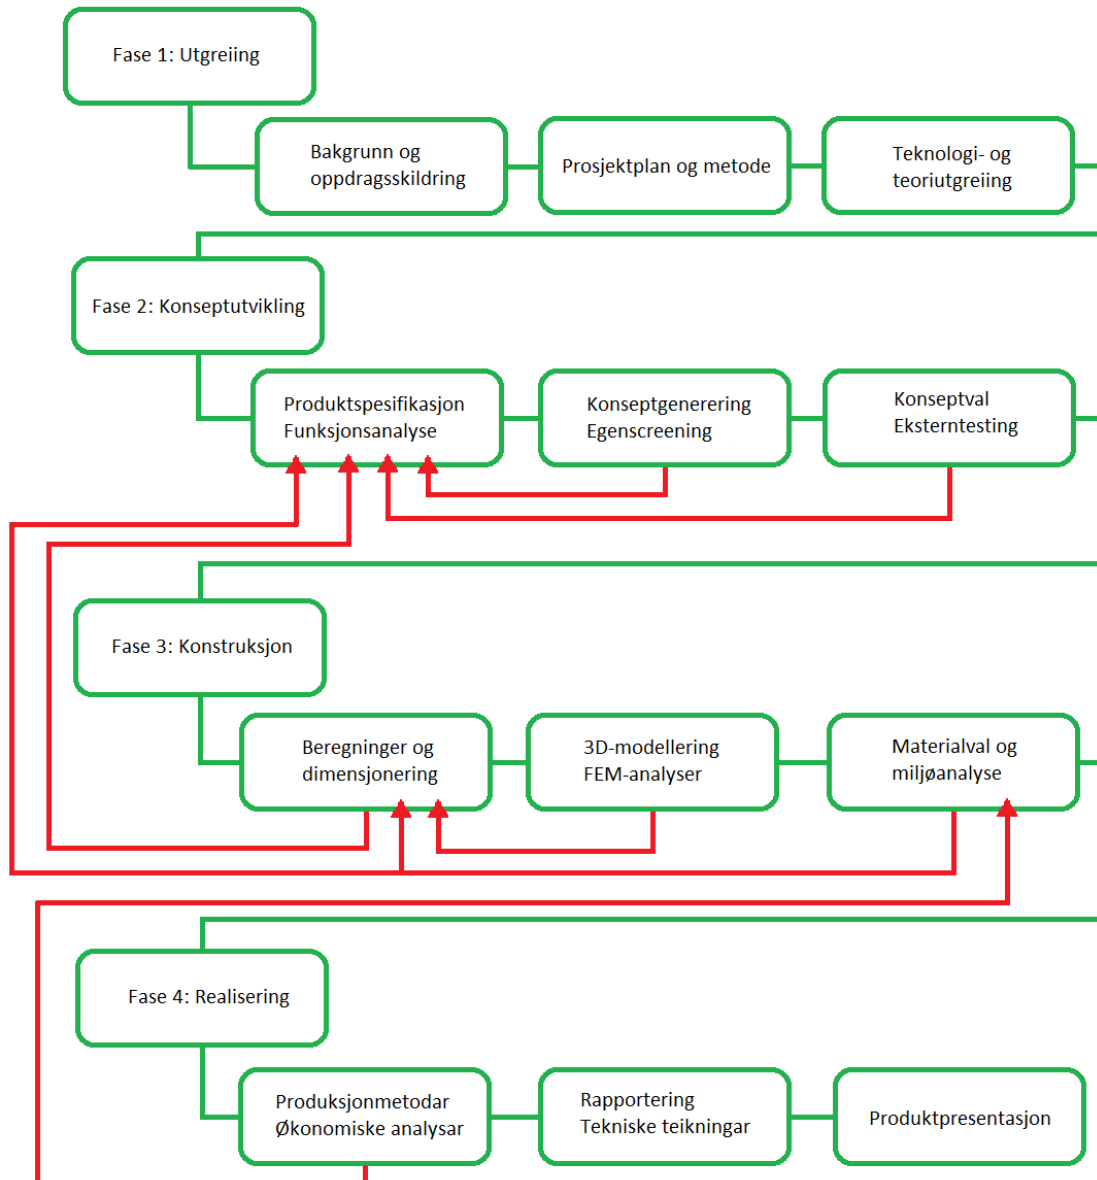 Fase 1: Utgreiing
Bakgrunn og
oppdragsskildring
Prosjektplan og metode
Teknologi- og
teoriutgreiing
Fase 2: Konseptutvikling
Produktspesifikasjon
Funksjonsanalyse
Konseptgenerering
Egenscreening
Konseptval
Eksterntesting
Fase 3: Konstruksjon
Beregninger og
dimensjonering
3D-modellering
FEM-analyser
Materialval og
miljøanalyse
Fase 4: Realisering
Produksjonmetodar
Økonomiske analysar
Rapportering
Tekniske teikningar
Produktpresentasjon